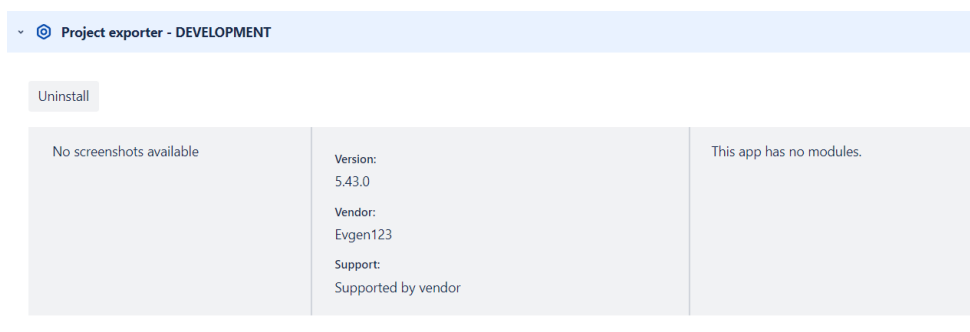 Project exporter - DEVELOPMENT
Uninstall
No screenshots available
Version:
5.43.0
Vendor:
Evgen123
Support:
Supported by vendor
This app has no modules.